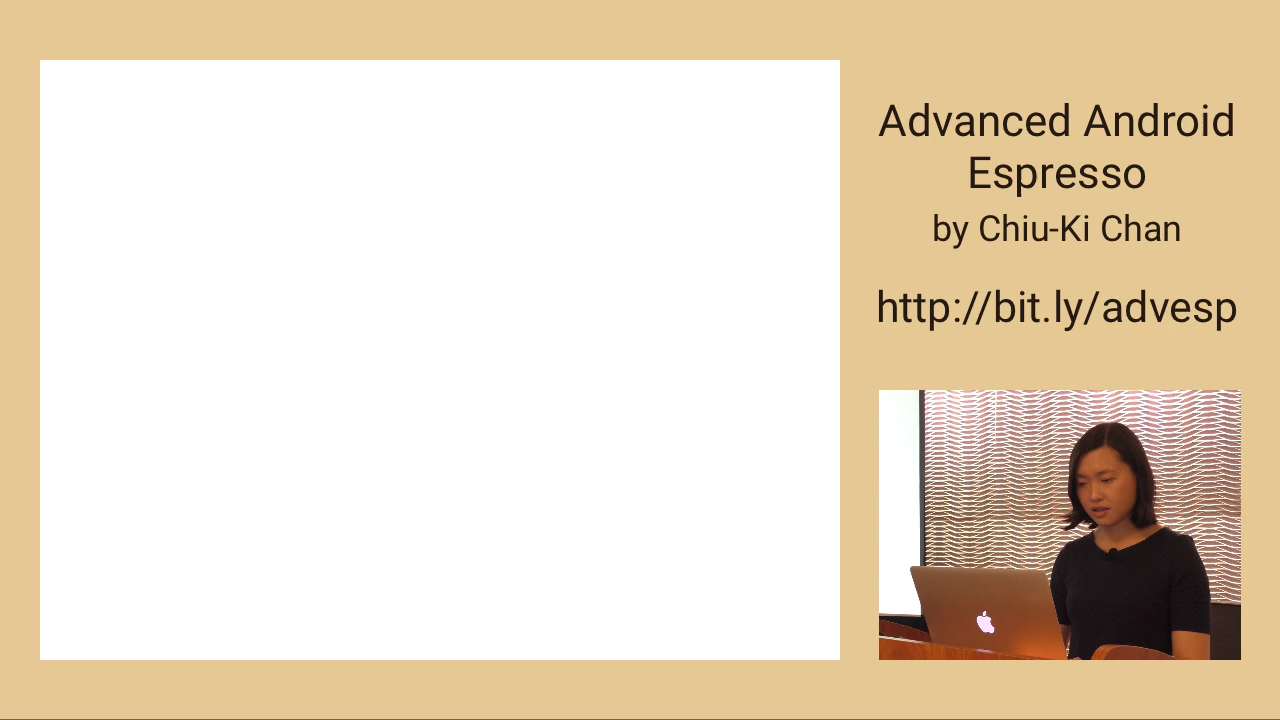 Advanced Android
Espresso
by Chiu-Ki Chan
http://bit.ly/advesp